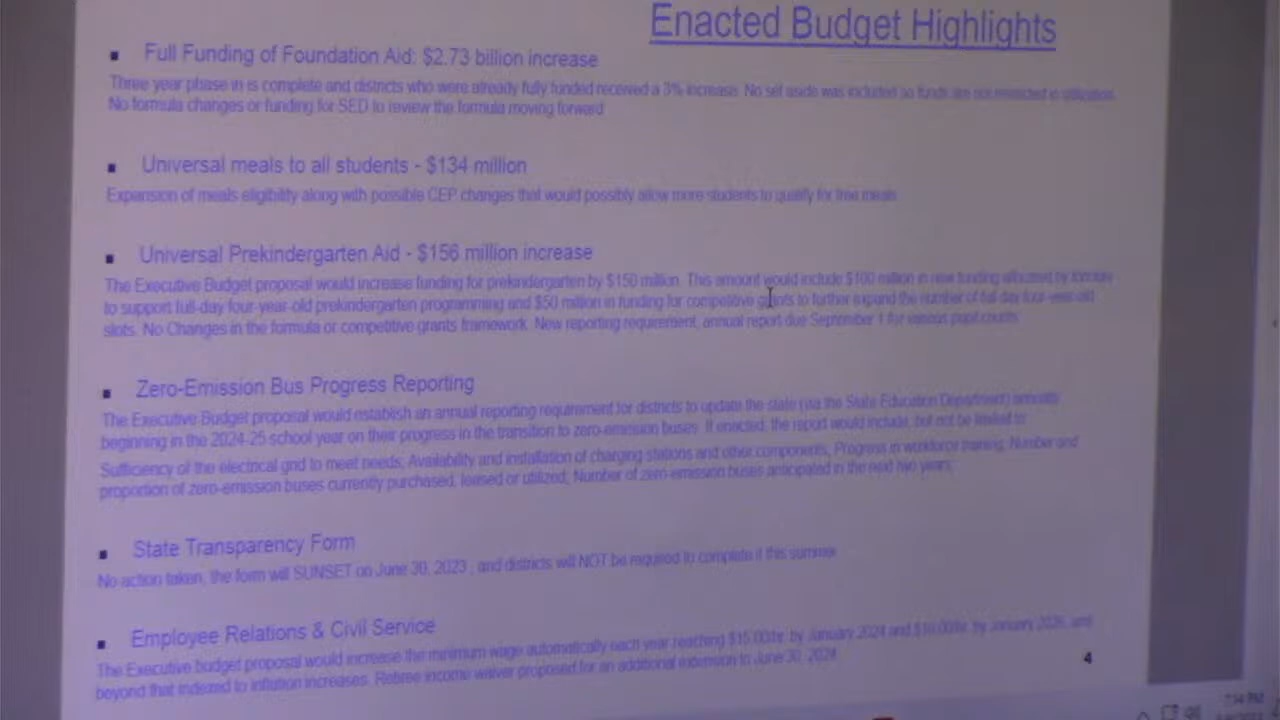 Enacted Budget Highlights
▪ Full Funding of Foundation Aid: $2.73 billion increase
Three year phase in is complete and districts who were already fully funded received a 3% increase. No set aside was included so funds are not restricted in utilization.
No formula changes or funding for SED to review the formula moving forward
▪ Universal meals to all students - $134 million
Expansion of meals eligibility along with possible CEP changes that would possibly allow more students to qualify for free meals
▪ Universal Prekindergarten Aid - $156 million increase
The Executive Budget proposal would increase funding for prekindergarten by $150 million. This amount would include $100 million in new funding allocated by formula
to support full-day four-year-old prekindergarten programming and $50 million in funding for competitive grants to further expand the number of full-day four-year-old
slots. No Changes in the formula or competitive grants framework. New reporting requirement, annual report due September 1 for various pupil counts
▪ Zero-Emission Bus Progress Reporting
The Executive Budget proposal would establish an annual reporting requirement for districts to update the state (via the State Education Department) annually
beginning in the 2024-25 school year on their progress in the transition to zero-emission buses. If enacted, the report would include, but not be limited to:
Sufficiency of the electrical grid to meet needs; Availability and installation of charging stations and other components; Progress in workforce training; Number and
proportion of zero-emission buses currently purchased, leased or utilized; Number of zero-emission buses anticipated in the next two years;
▪ State Transparency Form
No action taken, the form will SUNSET on June 30, 2023 , and districts will NOT be required to complete it this summer
▪ Employee Relations & Civil Service
The Executive budget proposal would increase the minimum wage automatically each year reaching $15.00/hr. by January 2024 and by January 2026, and
beyond that indexed to inflation increases. Retiree income waiver proposed for an additional extension to June 30, 2024
4